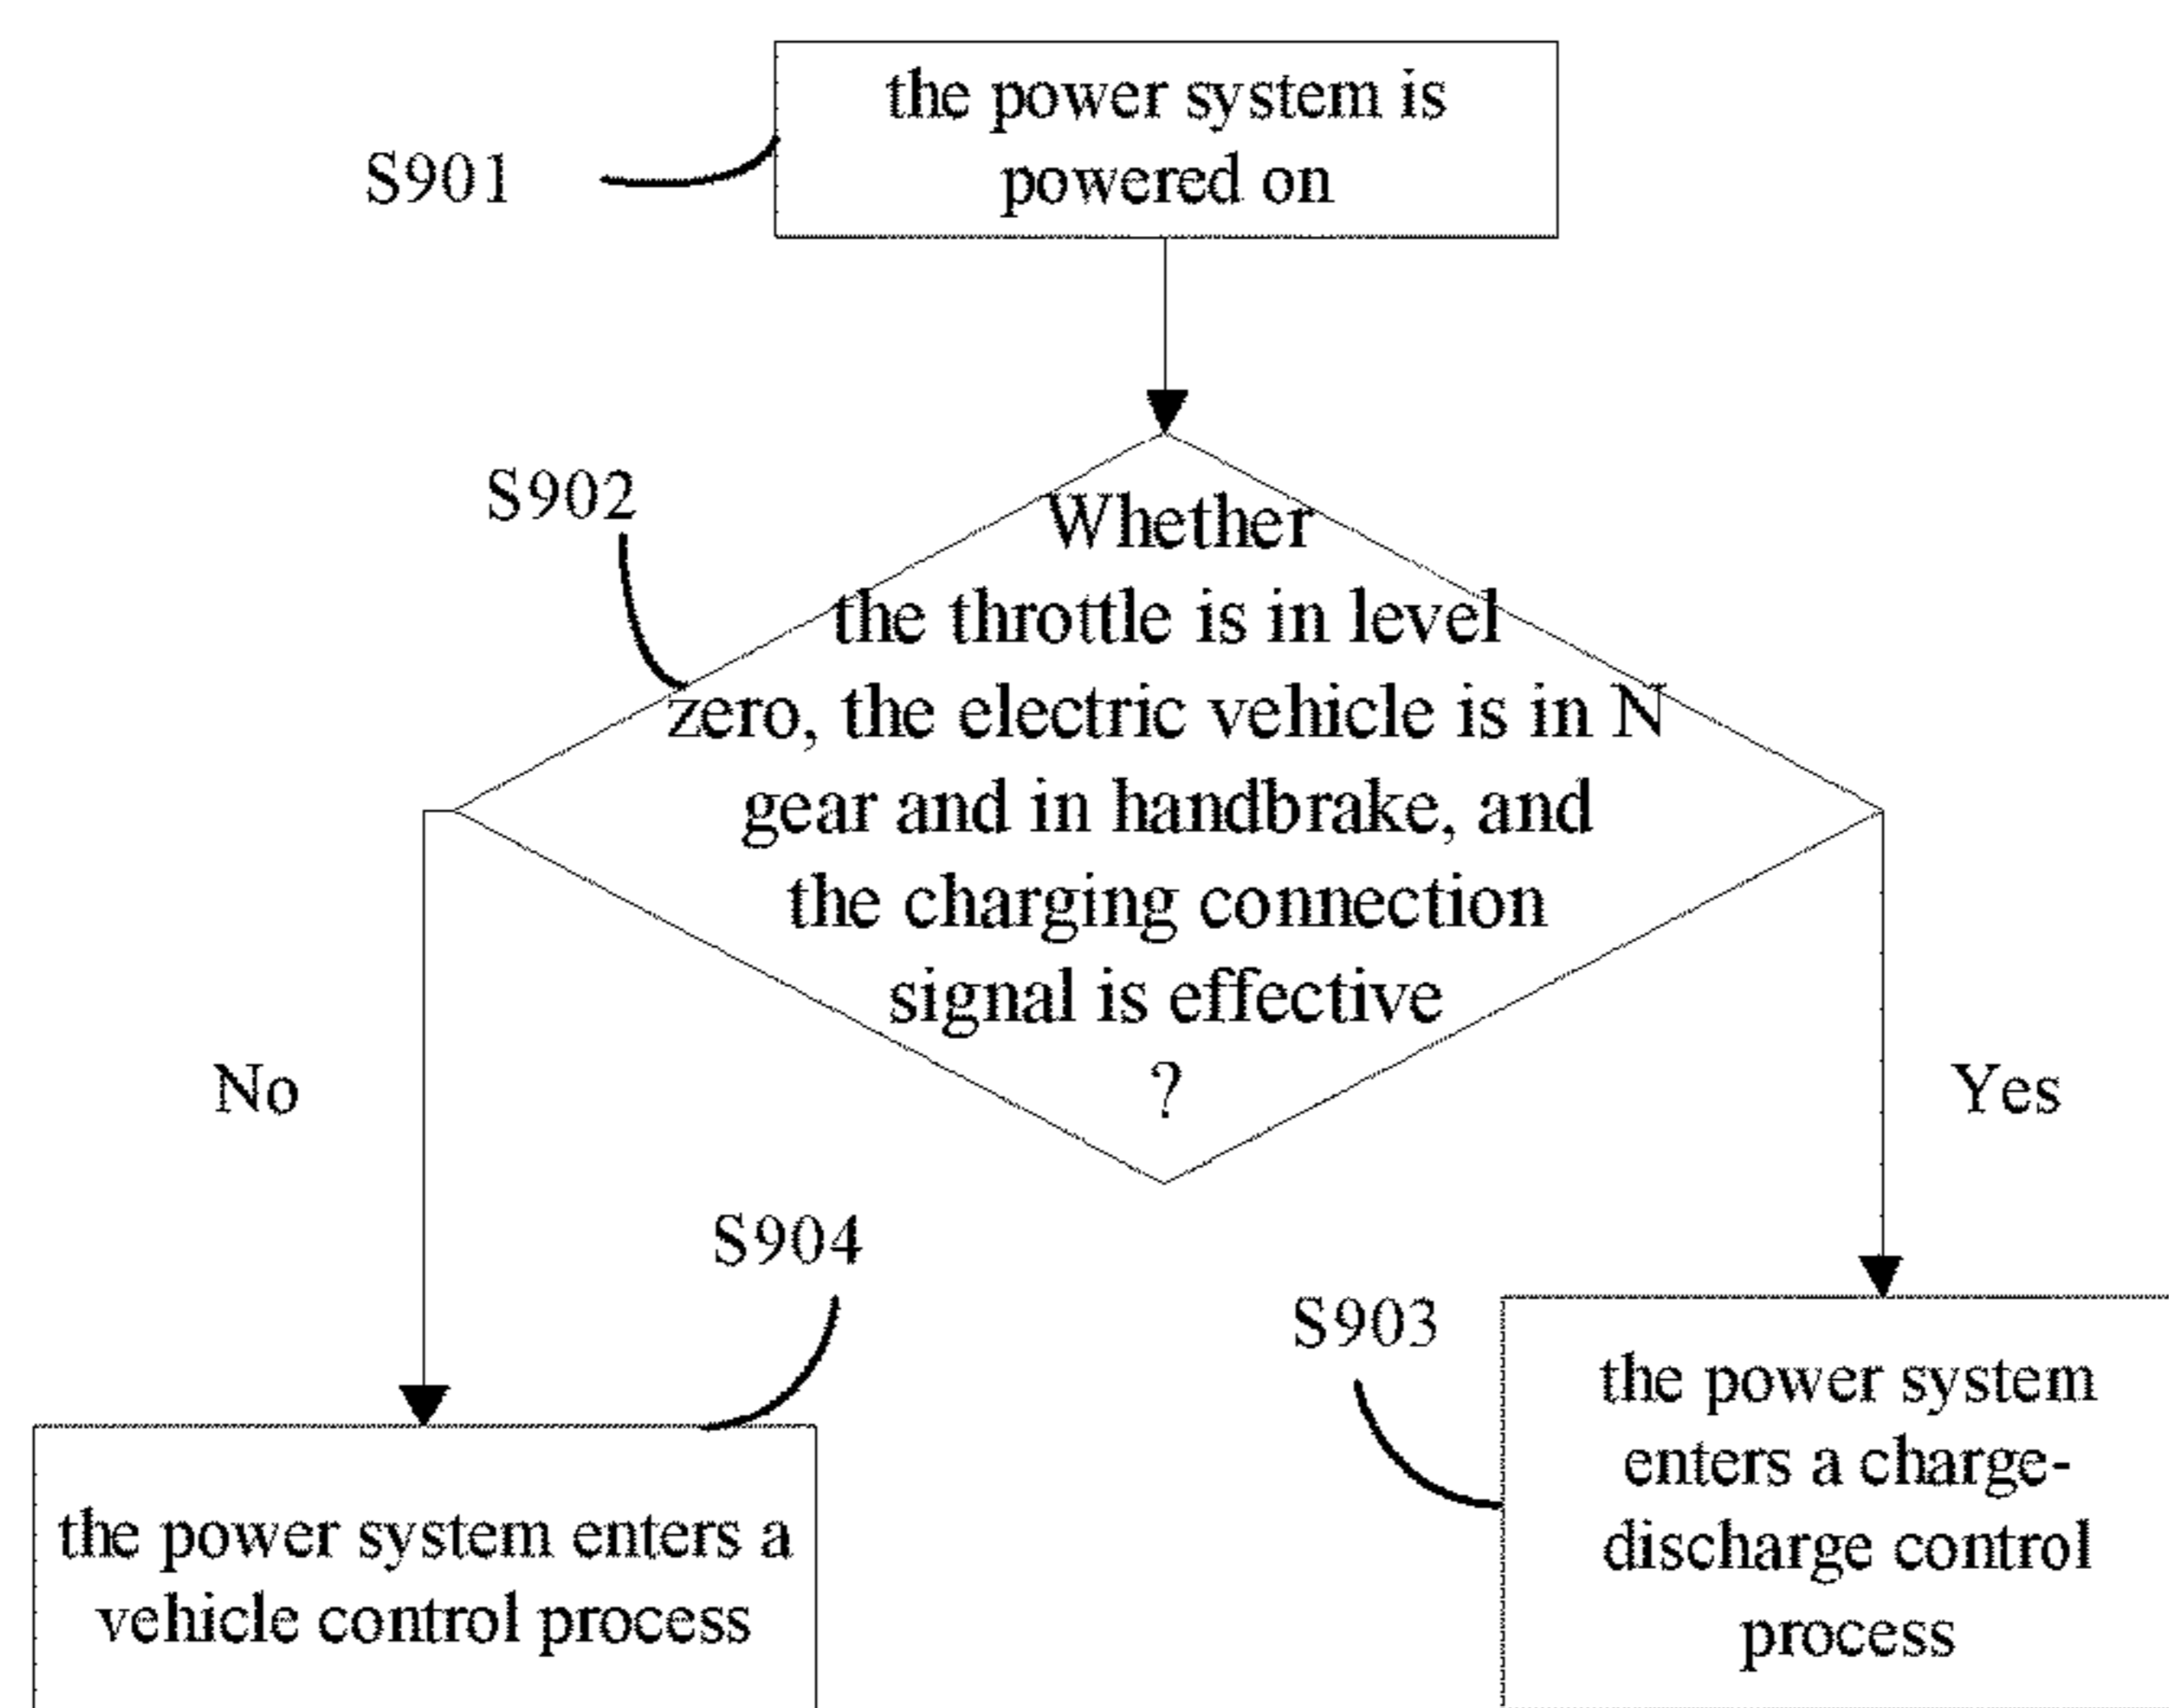 the power system is
powered on
S901
S902
Whether
the throttle is in level
zero, the electric vehicle is in N
gear and in handbrake, and
the charging connection
signal is effective
?
No
Yes
S904
S903
the power system enters a
vehicle control process
the power system
enters a charge-
discharge control
process